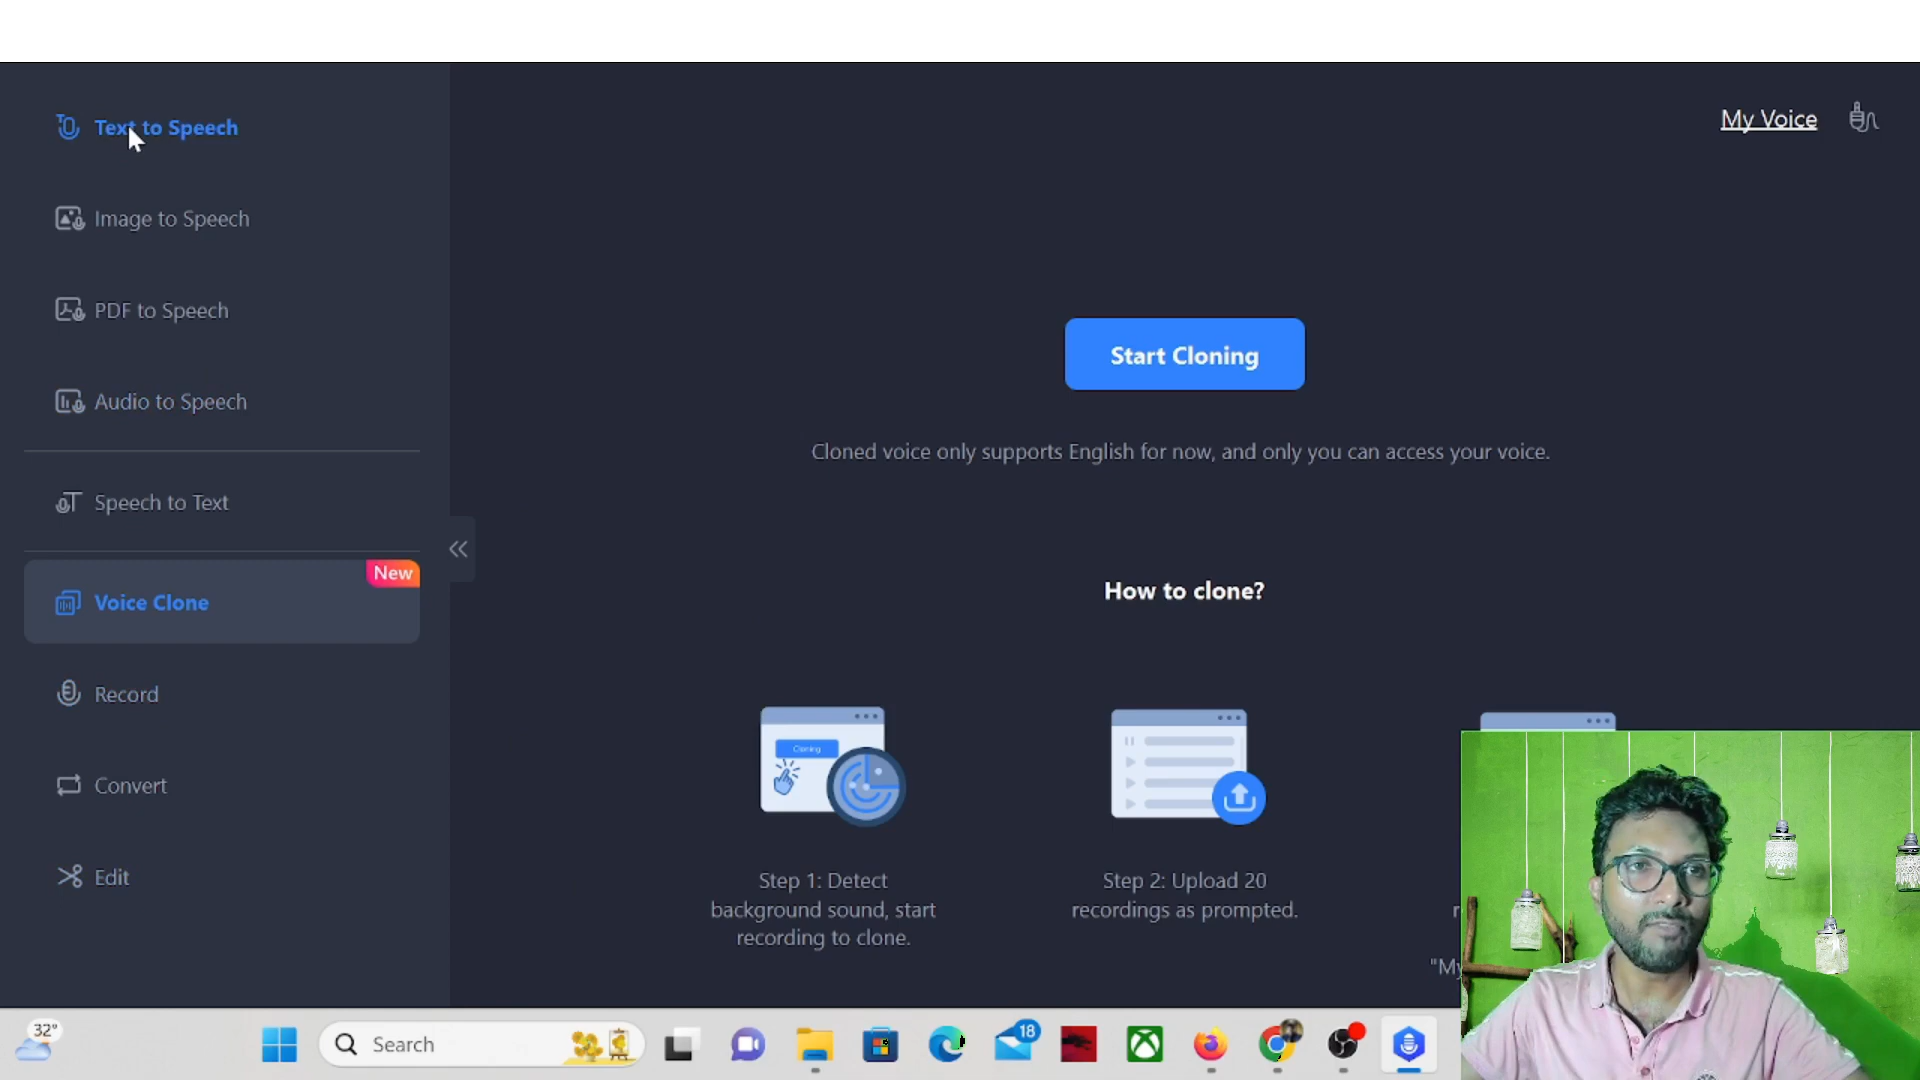 Text to Speech
My Voice
Image to Speech
PDF to Speech
Start Cloning
Audio to Speech
Cloned voice only supports English for now, and only you can access your voice.
Speech to Text
New
Voice Clone
How to clone?
Record
Convert
Edit
Cloning
Step 1: Detect
background sound, start
recording to clone.
Step 2: Upload 20
recordings as prompted.
"My
32°
Search
18